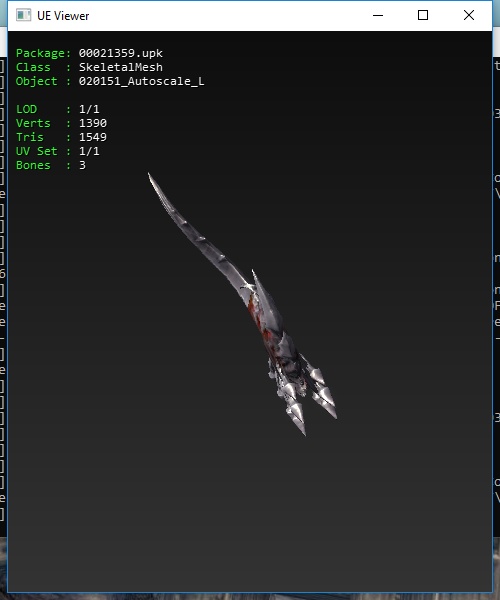 UE Viewer
Package: 00021359.upk
Class  : SkeletalMesh
Object : 020151_Autoscale_L
LOD    : 1/1
Verts  : 1390
Tris   : 1549
UV Set : 1/1
Bones  : 3